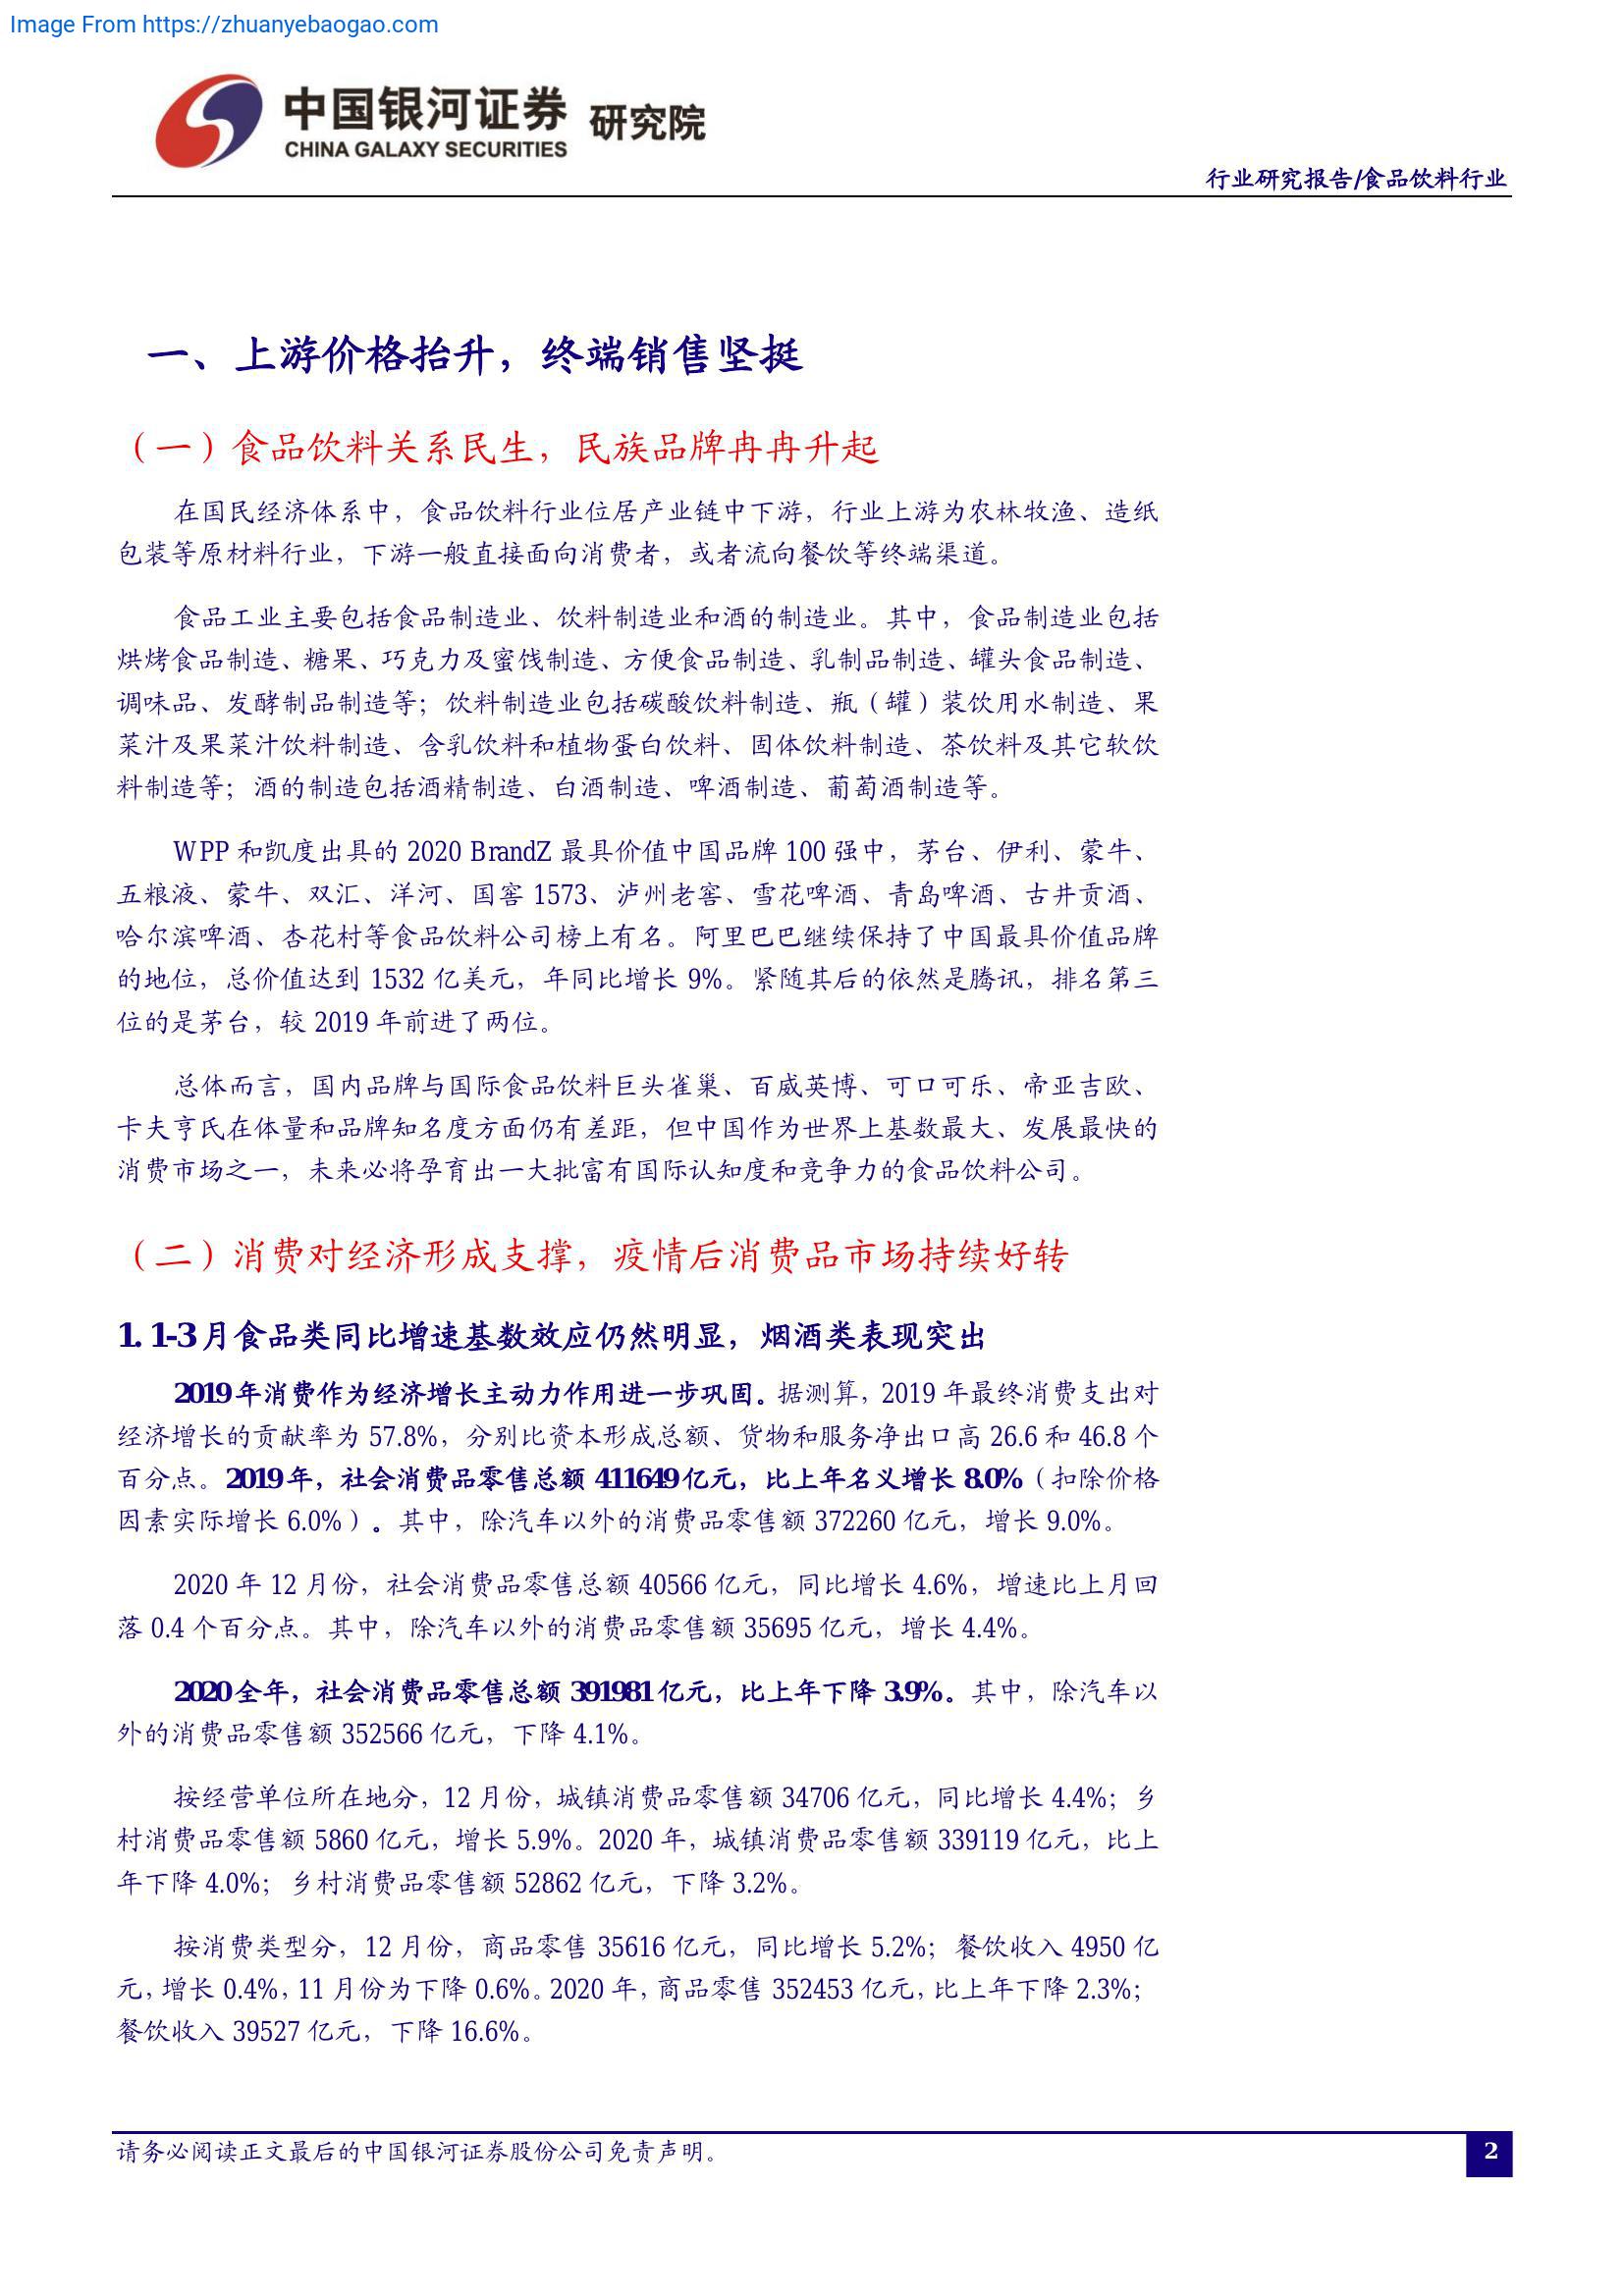 Image From https://zhuanyebaogao.com
中国银河证券 研究院
CHINA GALAXY SECURITIES
行业研究报告/食品饮料行业
一、上游价格抬升，终端销售坚挺
（一）食品饮料关系民生，民族品牌冉冉升起
在国民经济体系中，食品饮料行业位居产业链中下游，行业上游为农林牧渔、造纸
包装等原材料行业，下游一般直接面向消费者，或者流向餐饮等终端渠道。
食品工业主要包括食品制造业、饮料制造业和酒的制造业。其中，食品制造业包括
烘烤食品制造、糖果、巧克力及蜜饯制造、方便食品制造、乳制品制造、罐头食品制造、
调味品、发酵制品制造等；饮料制造业包括碳酸饮料制造、瓶（罐）装饮用水制造、果
菜汁及果菜汁饮料制造、含乳饮料和植物蛋白饮料、固体饮料制造、茶饮料及其它软饮
料制造等；酒的制造包括酒精制造、白酒制造、啤酒制造、葡萄酒制造等。
WPP 和凯度出具的 2020 BrandZ 最具价值中国品牌 100 强中，茅台、伊利、蒙牛、
五粮液、蒙牛、双汇、洋河、国窖 1573、泸州老窖、雪花啤酒、青岛啤酒、古井贡酒、
哈尔滨啤酒、杏花村等食品饮料公司榜上有名。阿里巴巴继续保持了中国最具价值品牌
的地位，总价值达到 1532 亿美元，年同比增长 9%。紧随其后的依然是腾讯，排名第三
位的是茅台，较 2019 年前进了两位。
总体而言，国内品牌与国际食品饮料巨头雀巢、百威英博、可口可乐、帝亚吉欧、
卡夫亨氏在体量和品牌知名度方面仍有差距，但中国作为世界上基数最大、发展最快的
消费市场之一，未来必将孕育出一大批富有国际认知度和竞争力的食品饮料公司。
（二）消费对经济形成支撑，疫情后消费品市场持续好转
1. 1-3 月食品类同比增速基数效应仍然明显，烟酒类表现突出
2019 年消费作为经济增长主动力作用进一步巩固。据测算，2019 年最终消费支出对
经济增长的贡献率为 57.8%，分别比资本形成总额、货物和服务净出口高 26.6 和 46.8 个
百分点。2019 年，社会消费品零售总额 411649 亿元，比上年名义增长 8.0%（扣除价格
因素实际增长 6.0%）。其中，除汽车以外的消费品零售额 372260 亿元，增长 9.0%。
2020 年 12 月份，社会消费品零售总额 40566 亿元，同比增长 4.6%，增速比上月回
落 0.4 个百分点。其中，除汽车以外的消费品零售额 35695 亿元，增长 4.4%。
2020 全年，社会消费品零售总额 391981 亿元，比上年下降 3.9%。其中，除汽车以
外的消费品零售额 352566 亿元，下降 4.1%。
按经营单位所在地分，12 月份，城镇消费品零售额 34706 亿元，同比增长 4.4%；乡
村消费品零售额 5860 亿元，增长 5.9%。2020 年，城镇消费品零售额 339119 亿元，比上
年下降 4.0%；乡村消费品零售额 52862 亿元，下降 3.2%。
按消费类型分，12 月份，商品零售 35616 亿元，同比增长 5.2%；餐饮收入 4950 亿
元，增长 0.4%，11 月份为下降 0.6%。2020 年，商品零售 352453 亿元，比上年下降 2.3%；
餐饮收入 39527 亿元，下降 16.6%。
请务必阅读正文最后的中国银河证券股份公司免责声明。
2